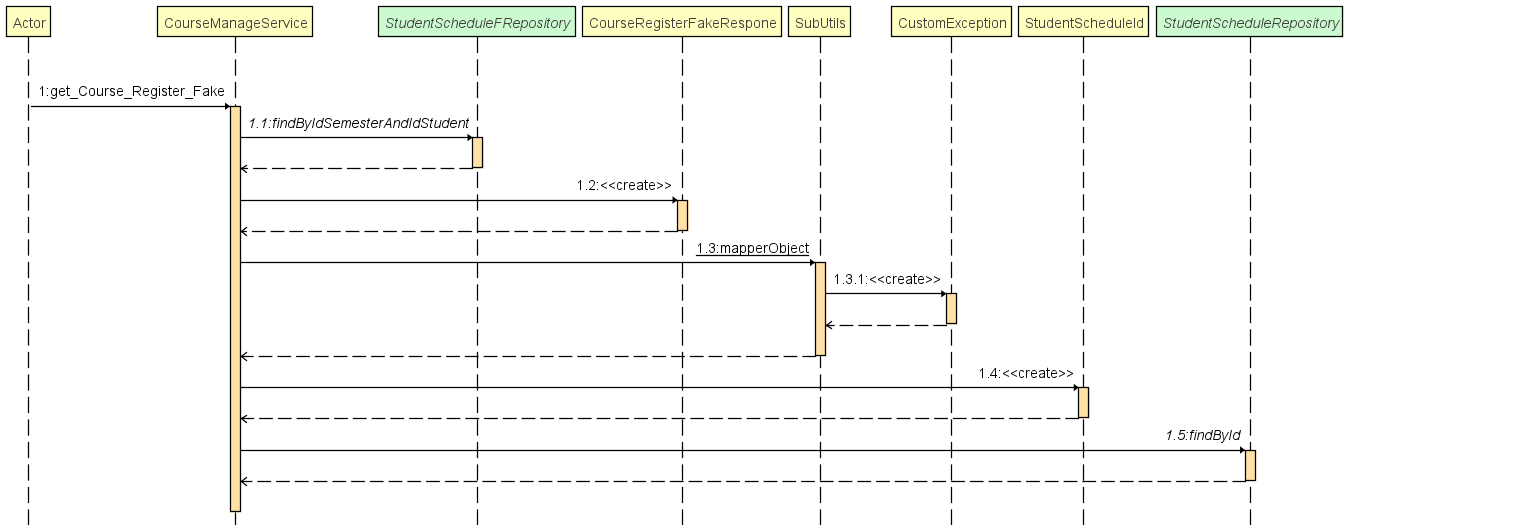 Actor
CourseManageService
StudentScheduleFRepository
CourseRegisterFakeRespone
SubUtils
CustomException
StudentScheduleId
StudentScheduleRepository
1:get_Course_Register_Fake
1.1:findByIdSemesterAndIdStudent
1.2:<<create>>
1.3:mapperObject
1.3.1:<<create>>
1.4:<<create>>
1.5:findById